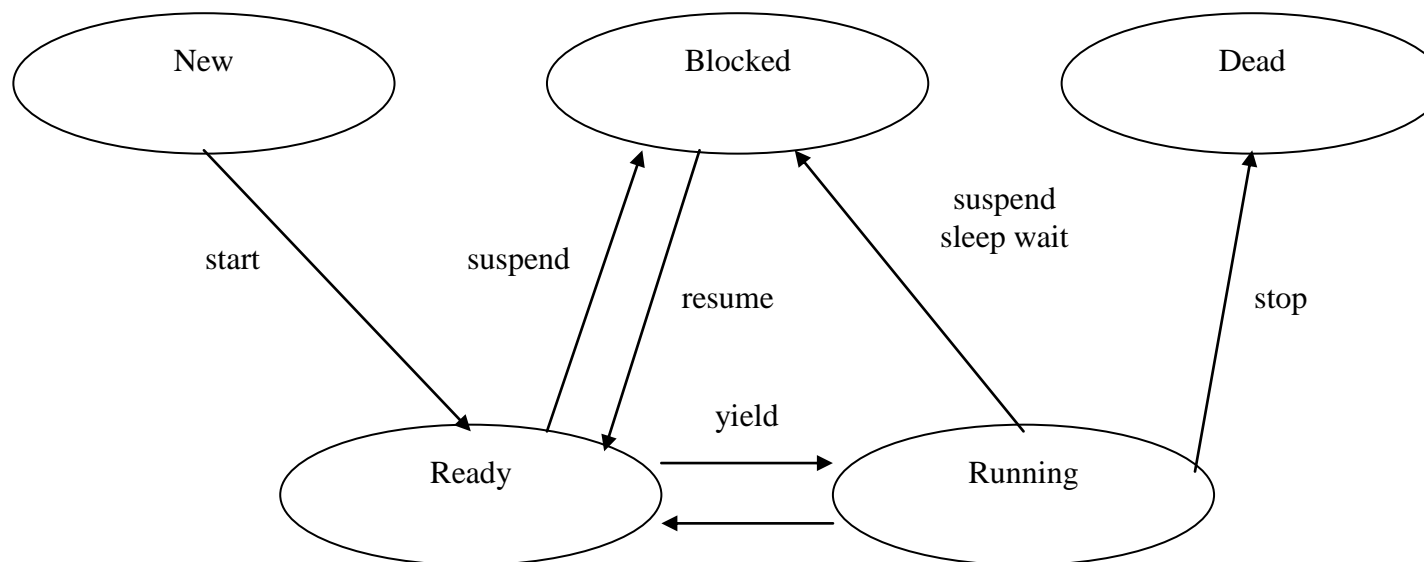 New
Blocked
Dead
suspend
sleep wait
start
suspend
resume
stop
yield
Ready
Running